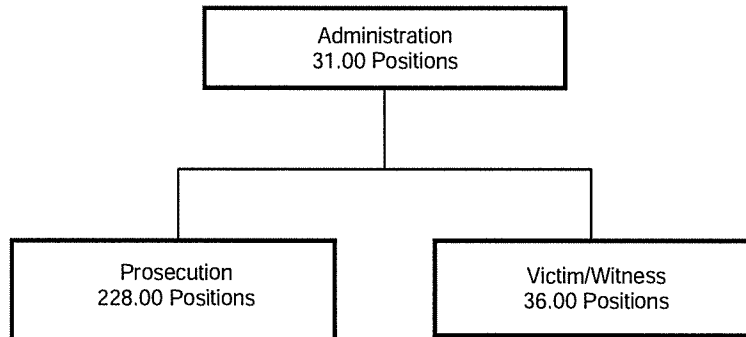 Administration
31.00 Positions
Prosecution
228.00 Positions
Victim/Witness
36.00 Positions